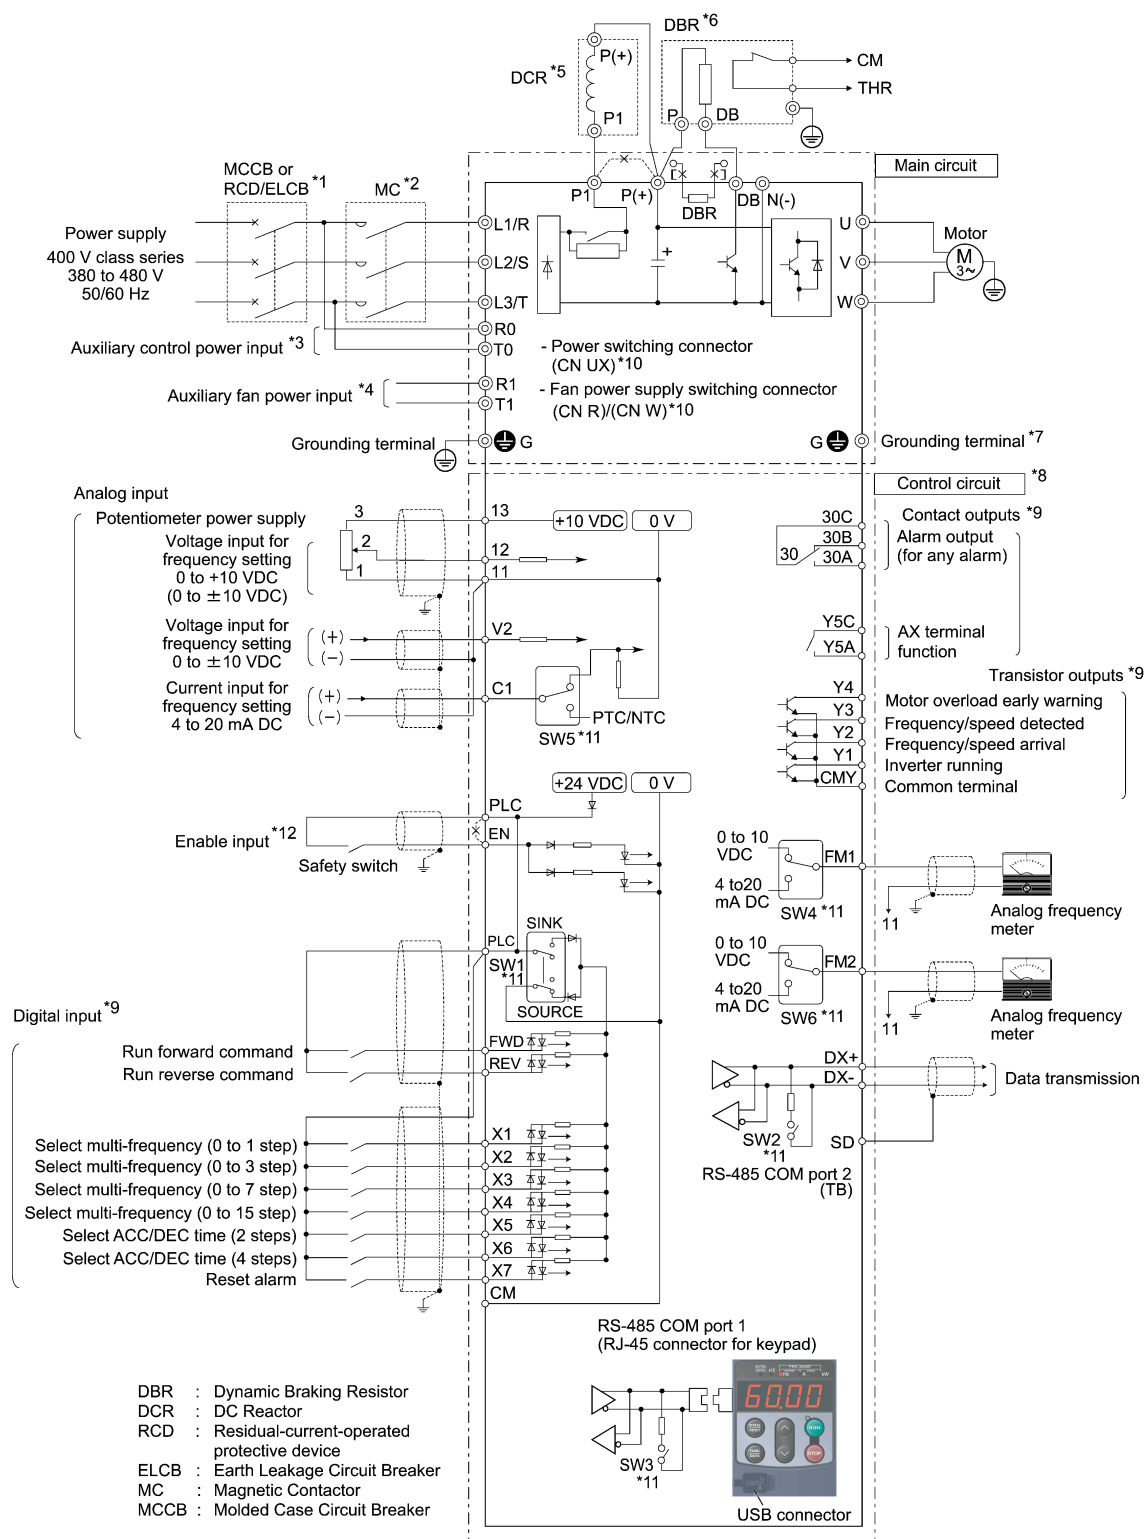 DBR *6
P(+)
DCR *5
P1
P
DB
CM
THR
Main circuit
MCCB or
RCD/ELCB *1
MC *2
P1
P(+)
DBR
DB
N(-)
Power supply
400 V class series
380 to 480 V
50/60 Hz
L1/R
L2/S
L3/T
+
U
V
W
Motor
M
3~
Auxiliary control power input *3
R0
T0
- Power switching connector
(CN UX) *10
Auxiliary fan power input *4
R1
T1
- Fan power supply switching connector
(CN R)/(CN W) *10
Grounding terminal
G
G
Grounding terminal *7
Control circuit
*8
Analog input
Potentiometer power supply
3
13
+10 VDC
0 V
Voltage input for
frequency setting
0 to +10 VDC
(0 to ±10 VDC)
2
12
1
11
Voltage input for
frequency setting
0 to ±10 VDC
(+)
(−)
V2
Current input for
frequency setting
4 to 20 mA DC
(+)
(−)
C1
PTC/NTC
SW5 *11
30C
30B
30
30A
Contact outputs *9
Alarm output
(for any alarm)
Y5C
Y5A
AX terminal
function
Transistor outputs *9
Y4
Motor overload early warning
Y3
Frequency/speed detected
Y2
Frequency/speed arrival
Y1
Inverter running
CMY
Common terminal
+24 VDC
0 V
PLC
EN
Enable input *12
Safety switch
0 to 10
VDC
4 to20
mA DC
SW4 *11
FM1
11
Analog frequency
meter
0 to 10
VDC
4 to20
mA DC
SW6 *11
FM2
11
Analog frequency
meter
SINK
PLC
SW1
*11
SOURCE
Digital input *9
Run forward command
FWD
Run reverse command
REV
Select multi-frequency (0 to 1 step)
X1
Select multi-frequency (0 to 3 step)
X2
Select multi-frequency (0 to 7 step)
X3
Select multi-frequency (0 to 15 step)
X4
Select ACC/DEC time (2 steps)
X5
Select ACC/DEC time (4 steps)
X6
Reset alarm
X7
CM
DX+
DX-
Data transmission
SW2
*11
SD
RS-485 COM port 2
(TB)
RS-485 COM port 1
(RJ-45 connector for keypad)
SW3
*11
60.00
RUN
STOP
USB connector
DBR : Dynamic Braking Resistor
DCR : DC Reactor
RCD : Residual-current-operated
protective device
ELCB : Earth Leakage Circuit Breaker
MC : Magnetic Contactor
MCCB : Molded Case Circuit Breaker